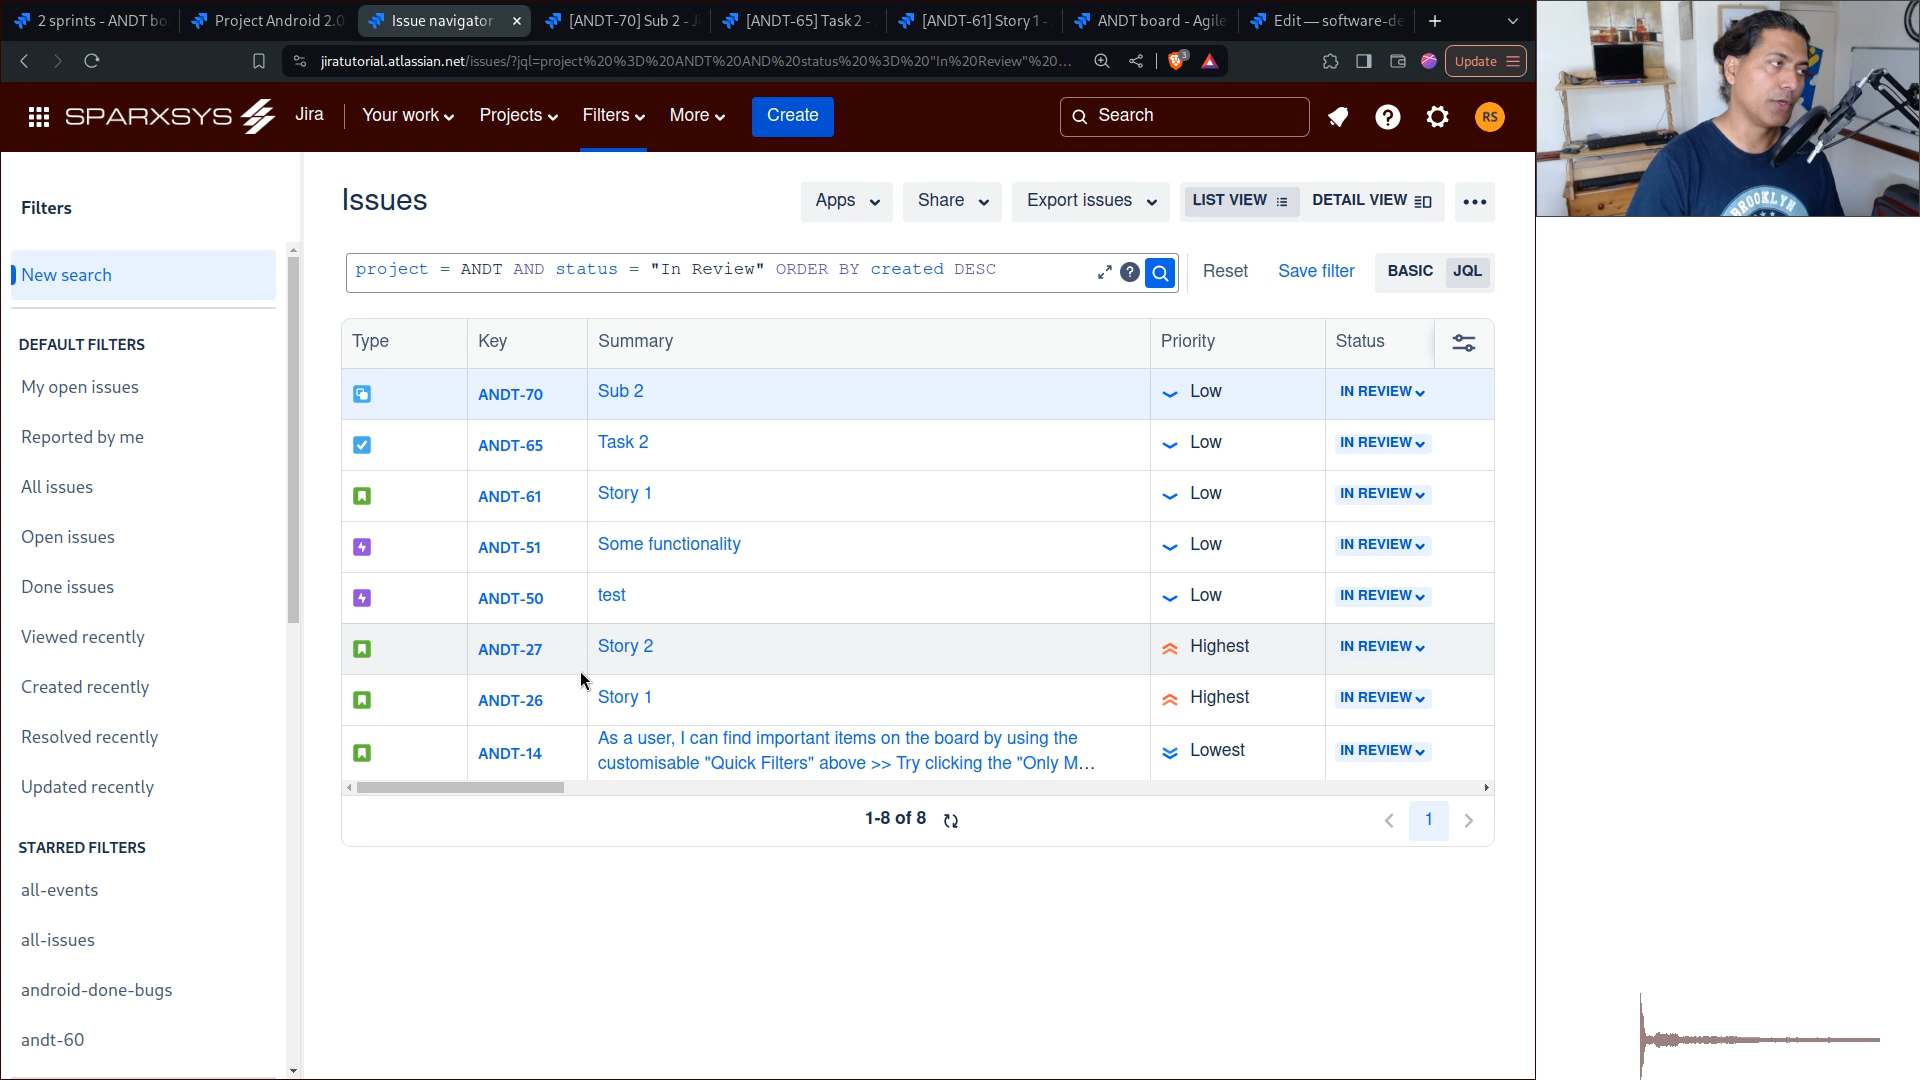 2 sprints - ANDT bo
Project Android 2.0
Issue navigator
[ANDT-70] Sub 2 - J
[ANDT-65] Task 2 -
[ANDT-61] Story 1 -
ANDT board - Agile
Edit — software-de
jiratutorial.atlassian.net/issues/?jql=project%20%3D%20ANDT%20AND%20status%20%3D%20"In%20Review"%20...
3
Update
SPARXSYS
Jira
Your work
Projects
Filters
More
Create
Search
RS
BROOKLYN
Filters
New search
DEFAULT FILTERS
My open issues
Reported by me
All issues
Open issues
Done issues
Viewed recently
Created recently
Resolved recently
Updated recently
STARRED FILTERS
all-events
all-issues
android-done-bugs
andt-60
Issues
Apps
Share
Export issues
LIST VIEW
DETAIL VIEW
project = ANDT AND status = "In Review" ORDER BY created DESC
Reset
Save filter
BASIC
JQL
Type Key Summary Priority Status
ANDT-70 Sub 2 Low IN REVIEW
ANDT-65 Task 2 Low IN REVIEW
ANDT-61 Story 1 Low IN REVIEW
ANDT-51 Some functionality Low IN REVIEW
ANDT-50 test Low IN REVIEW
ANDT-27 Story 2 Highest IN REVIEW
ANDT-26 Story 1 Highest IN REVIEW
ANDT-14 As a user, I can find important items on the board by using the
customisable "Quick Filters" above >> Try clicking the "Only M... Lowest IN REVIEW
1-8 of 8
1